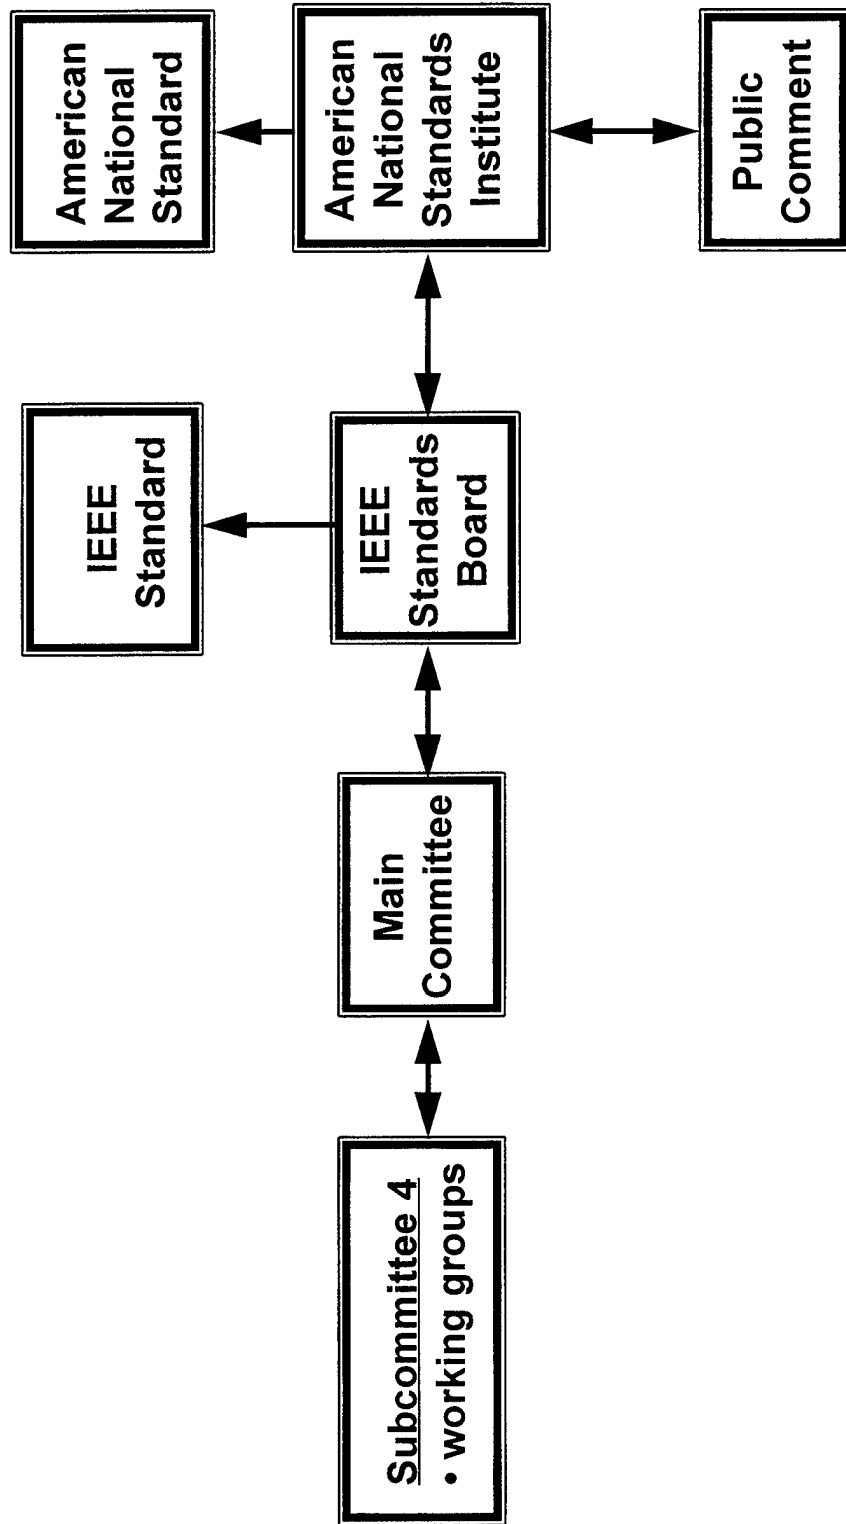 Subcommittee 4
• working groups
Main
Committee
IEEE
Standards
Board
IEEE
Standard
American
National
Standards
Institute
American
National
Standard
Public
Comment